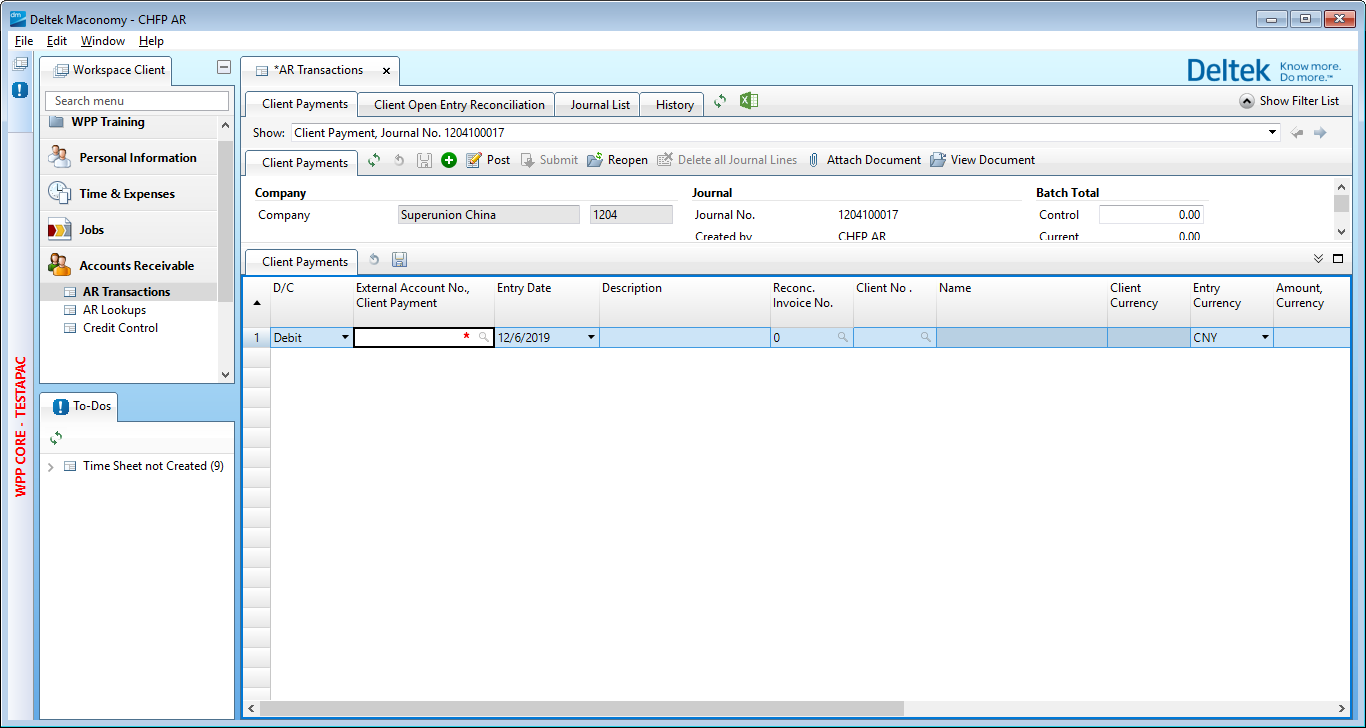 Deltek Maconomy - CHFP AR
File Edit Window Help
Workspace Client
*AR Transactions
Deltek Know more. Do more.™
Search menu
WPP Training
Personal Information
Time & Expenses
Jobs
Accounts Receivable
AR Transactions
AR Lookups
Credit Control
WPP CORE - TESTAPAC
To-Dos
Time Sheet not Created (9)
Client Payments Client Open Entry Reconciliation Journal List History Show Filter List
Show: Client Payment, Journal No. 1204100017
Client Payments Post Submit Reopen Delete all Journal Lines Attach Document View Document
Company Journal Batch Total
Company Superunion China 1204 Journal No. 1204100017 Control 0.00
Created by CHFP AR Current 0.00
Client Payments
D/C External Account No., Client Payment Entry Date Description Reconc. Invoice No. Client No . Name Client Currency Entry Currency Amount, Currency
1 Debit * 12/6/2019 0 CNY